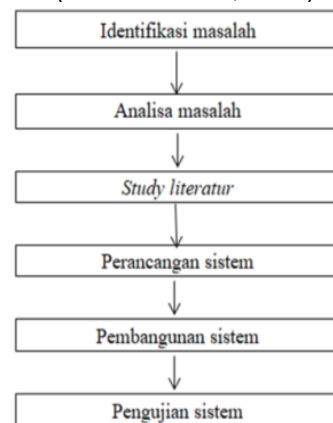 Identifikasi masalah
Analisa masalah
Study literatur
Perancangan sistem
Pembangunan sistem
Pengujian sistem